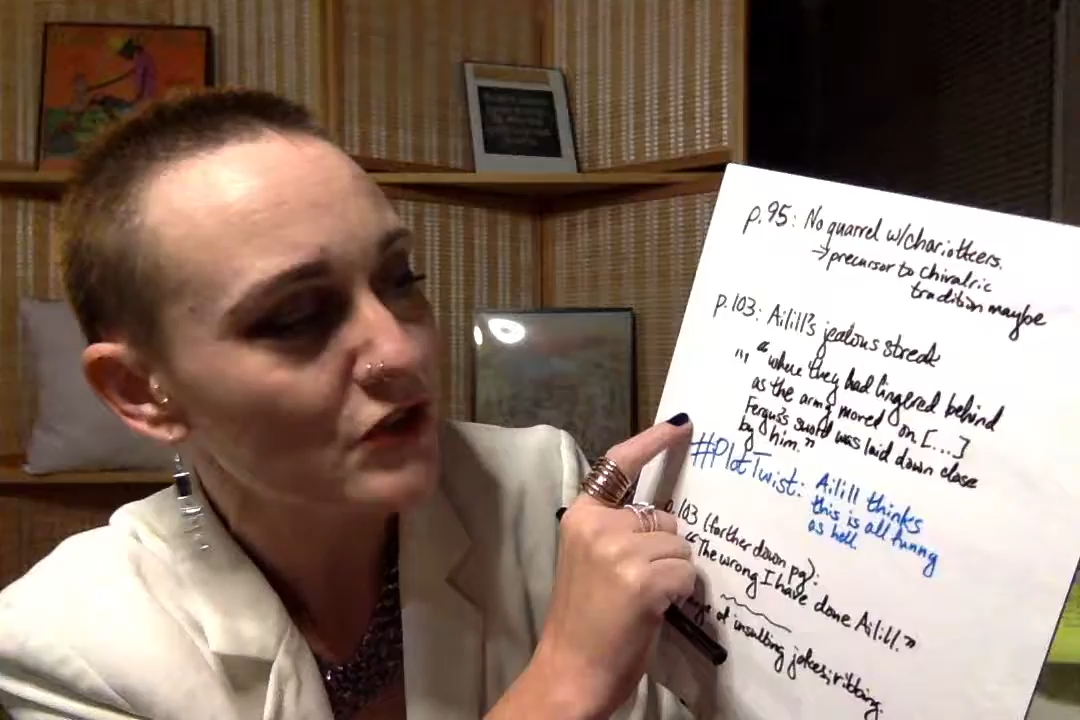 p.95: No quarrel w/chariotteers.
→precursor to chivalric
tradition maybe
p.103: Ailill's jealous streak
"" "where they had lingered behind
as the army moved on [...]
Fergus's sword was laid down close
by him."
#PlotTwist: Ailill thinks
this is all funny
as hell.
p.103 (farther down pg):
"The wrong I have done Ailill."
of insulting jokes; ribbing.